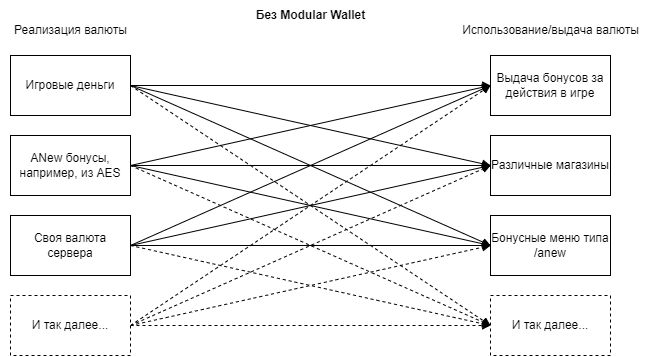 Без Modular Wallet
Реализация валюты
Использование/выдача валюты
Игровые деньги
Выдача бонусов за
действия в игре
ANew бонусы,
например, из AES
Различные магазины
Своя валюта
сервера
Бонусные меню типа
/anew
И так далее...
И так далее...